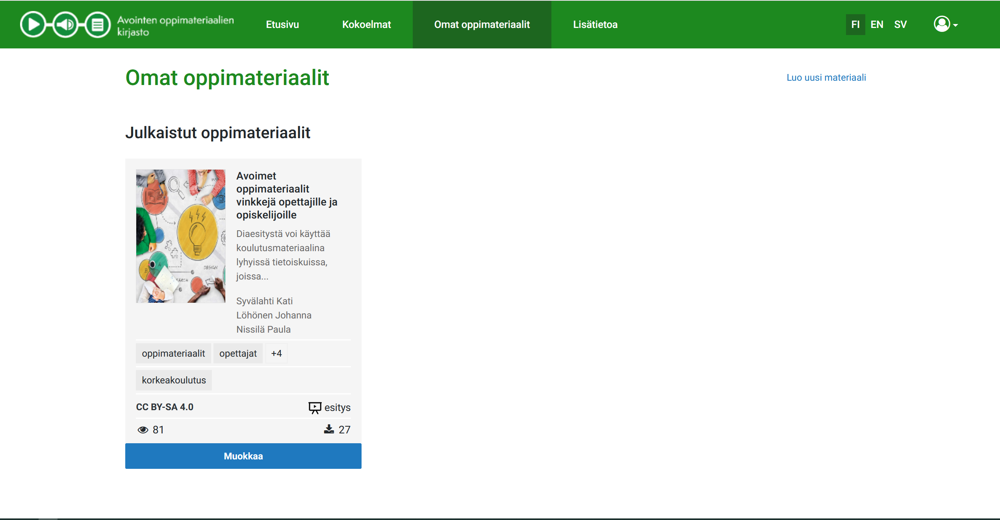 Avointen oppimateriaalien
kirjasto
Etusivu
Kokoelmat
Omat oppimateriaalit
Lisätietoa
FI EN SV
Omat oppimateriaalit
Luo uusi materiaali
Julkaistut oppimateriaalit
Avoimet
oppimateriaalit
vinkkejä opettajille ja
opiskelijoille
Diaesitystä voi käyttää
koulutusmateriaalina
lyhyissä tietoiskuissa,
joissa...
Syvälahti Kati
Löhönen Johanna
Nissilä Paula
DESIGN
B
A
oppimateriaalit opettajat +4
korkeakoulutus
CC BY-SA 4.0
esitys
81
27
Muokkaa